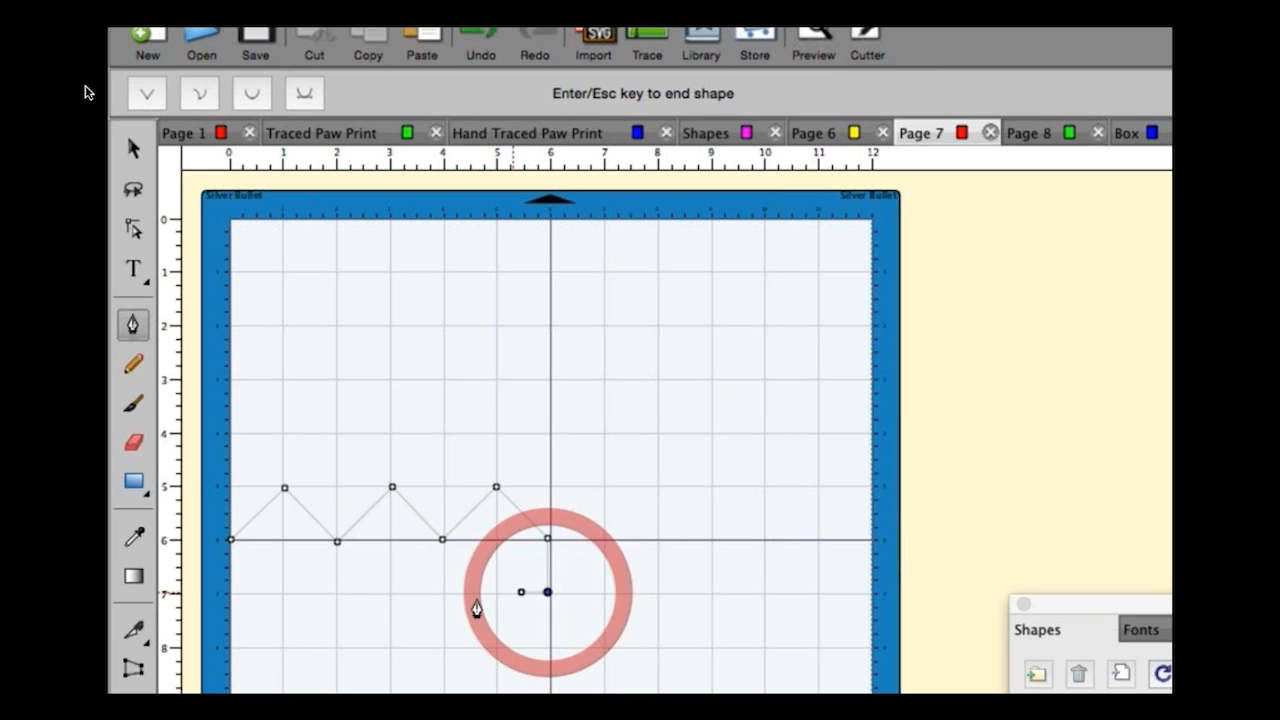 New Open Save Cut Copy Paste Undo Redo Import Trace Library Store Preview Cutter
SVG
Enter/Esc key to end shape
Page 1 Traced Paw Print Hand Traced Paw Print Shapes Page 6 Page 7 Page 8 Box
0 1 2 3 4 5 6 7 8 9 10 11 12
Silver Bullet Silver Bullet
0
1
2
T
3
4
5
6
7
8
Shapes Fonts